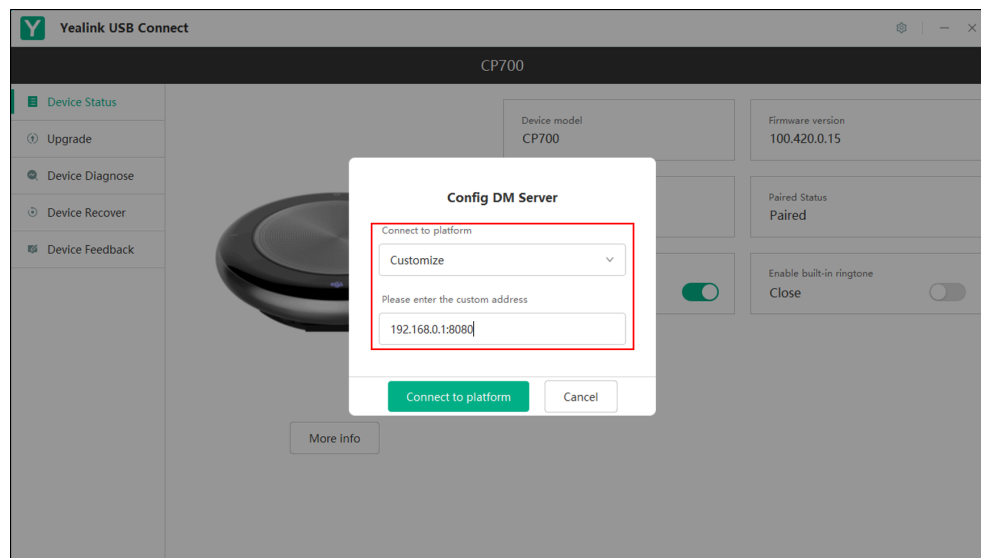 Yealink USB Connect
CP700
Device Status
Upgrade
Device Diagnose
Device Recover
Device Feedback
Device model
CP700
Firmware version
100.420.0.15
Paired Status
Paired
Enable built-in ringtone
Close
Config DM Server
Connect to platform
Customize
Please enter the custom address
192.168.0.1:8080
Connect to platform
Cancel
More info